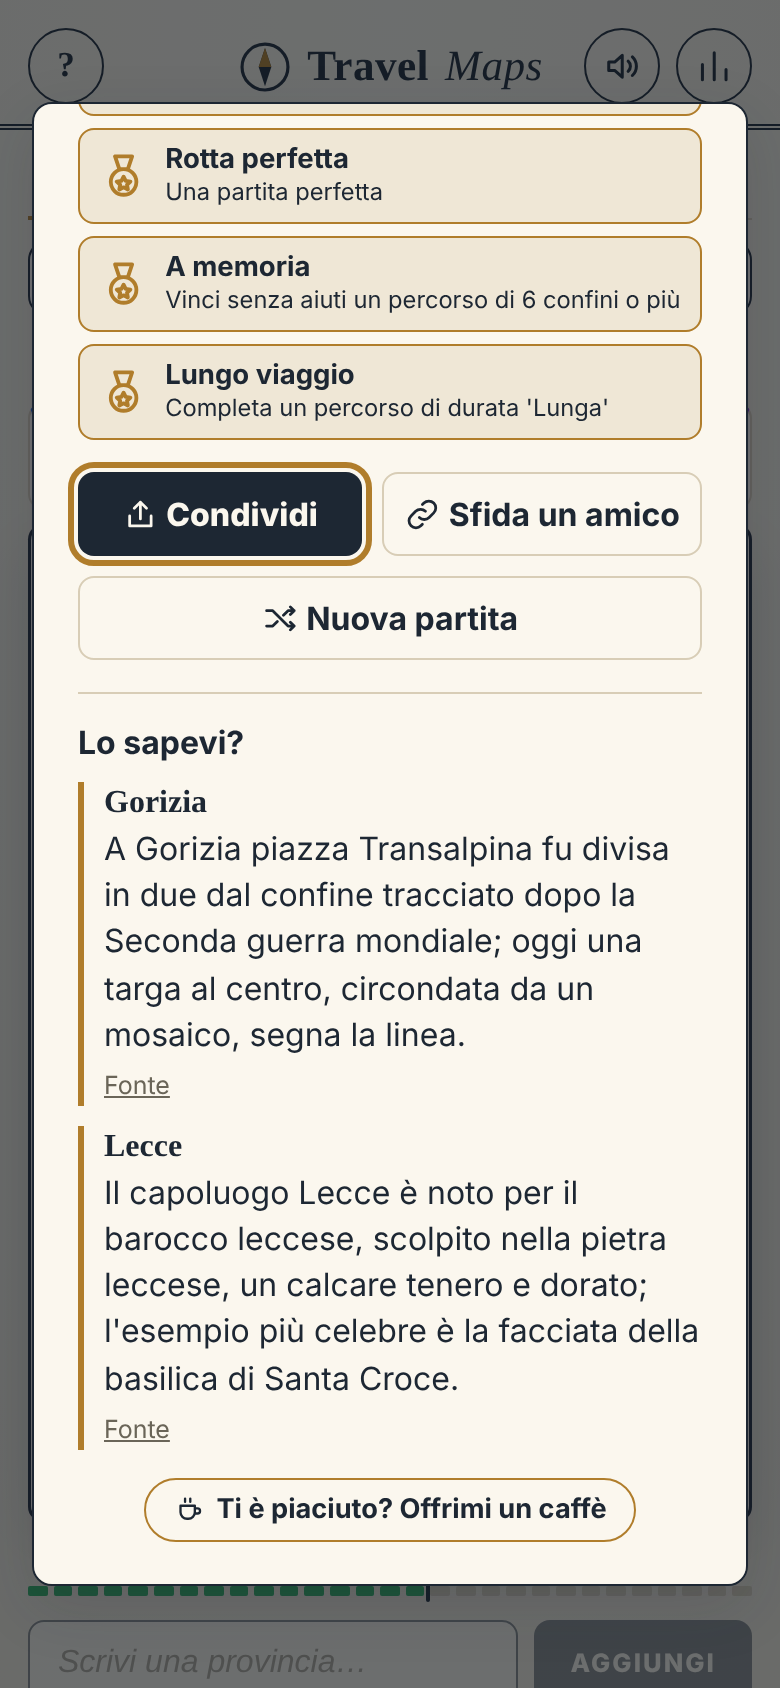 ?
Travel Maps
Rotta perfetta
Una partita perfetta
A memoria
Vinci senza aiuti un percorso di 6 confini o più
Lungo viaggio
Completa un percorso di durata 'Lunga'
Condividi
Sfida un amico
Nuova partita
Lo sapevi?
Gorizia
A Gorizia piazza Transalpina fu divisa
in due dal confine tracciato dopo la
Seconda guerra mondiale; oggi una
targa al centro, circondata da un
mosaico, segna la linea.
Fonte
Lecce
Il capoluogo Lecce è noto per il
barocco leccese, scolpito nella pietra
leccese, un calcare tenero e dorato;
l'esempio più celebre è la facciata della
basilica di Santa Croce.
Fonte
Ti è piaciuto? Offrimi un caffè
Scrivi una provincia…
AGGIUNGI